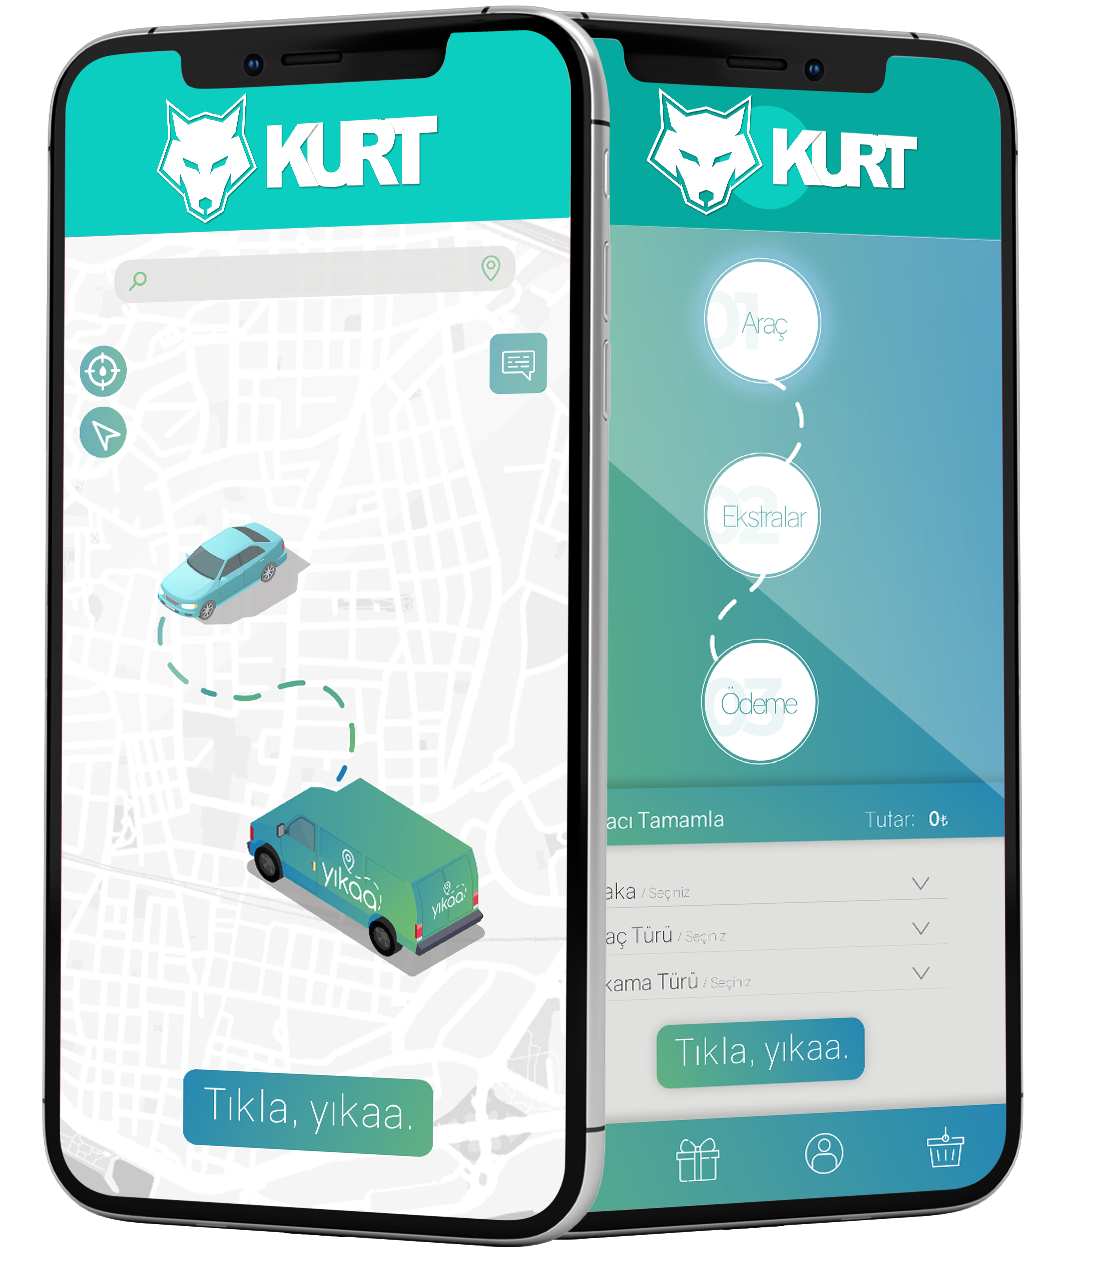 KURT
yıkaa!
yıkaa!
Tıkla, yıkaa.
KURT
01
Araç
02
Ekstralar
03
Ödeme
acı Tamamla
Tutar: 0₺
aka / Seçiniz
aç Türü / Seçiniz
kama Türü / Seçiniz
Tıkla, yıkaa.